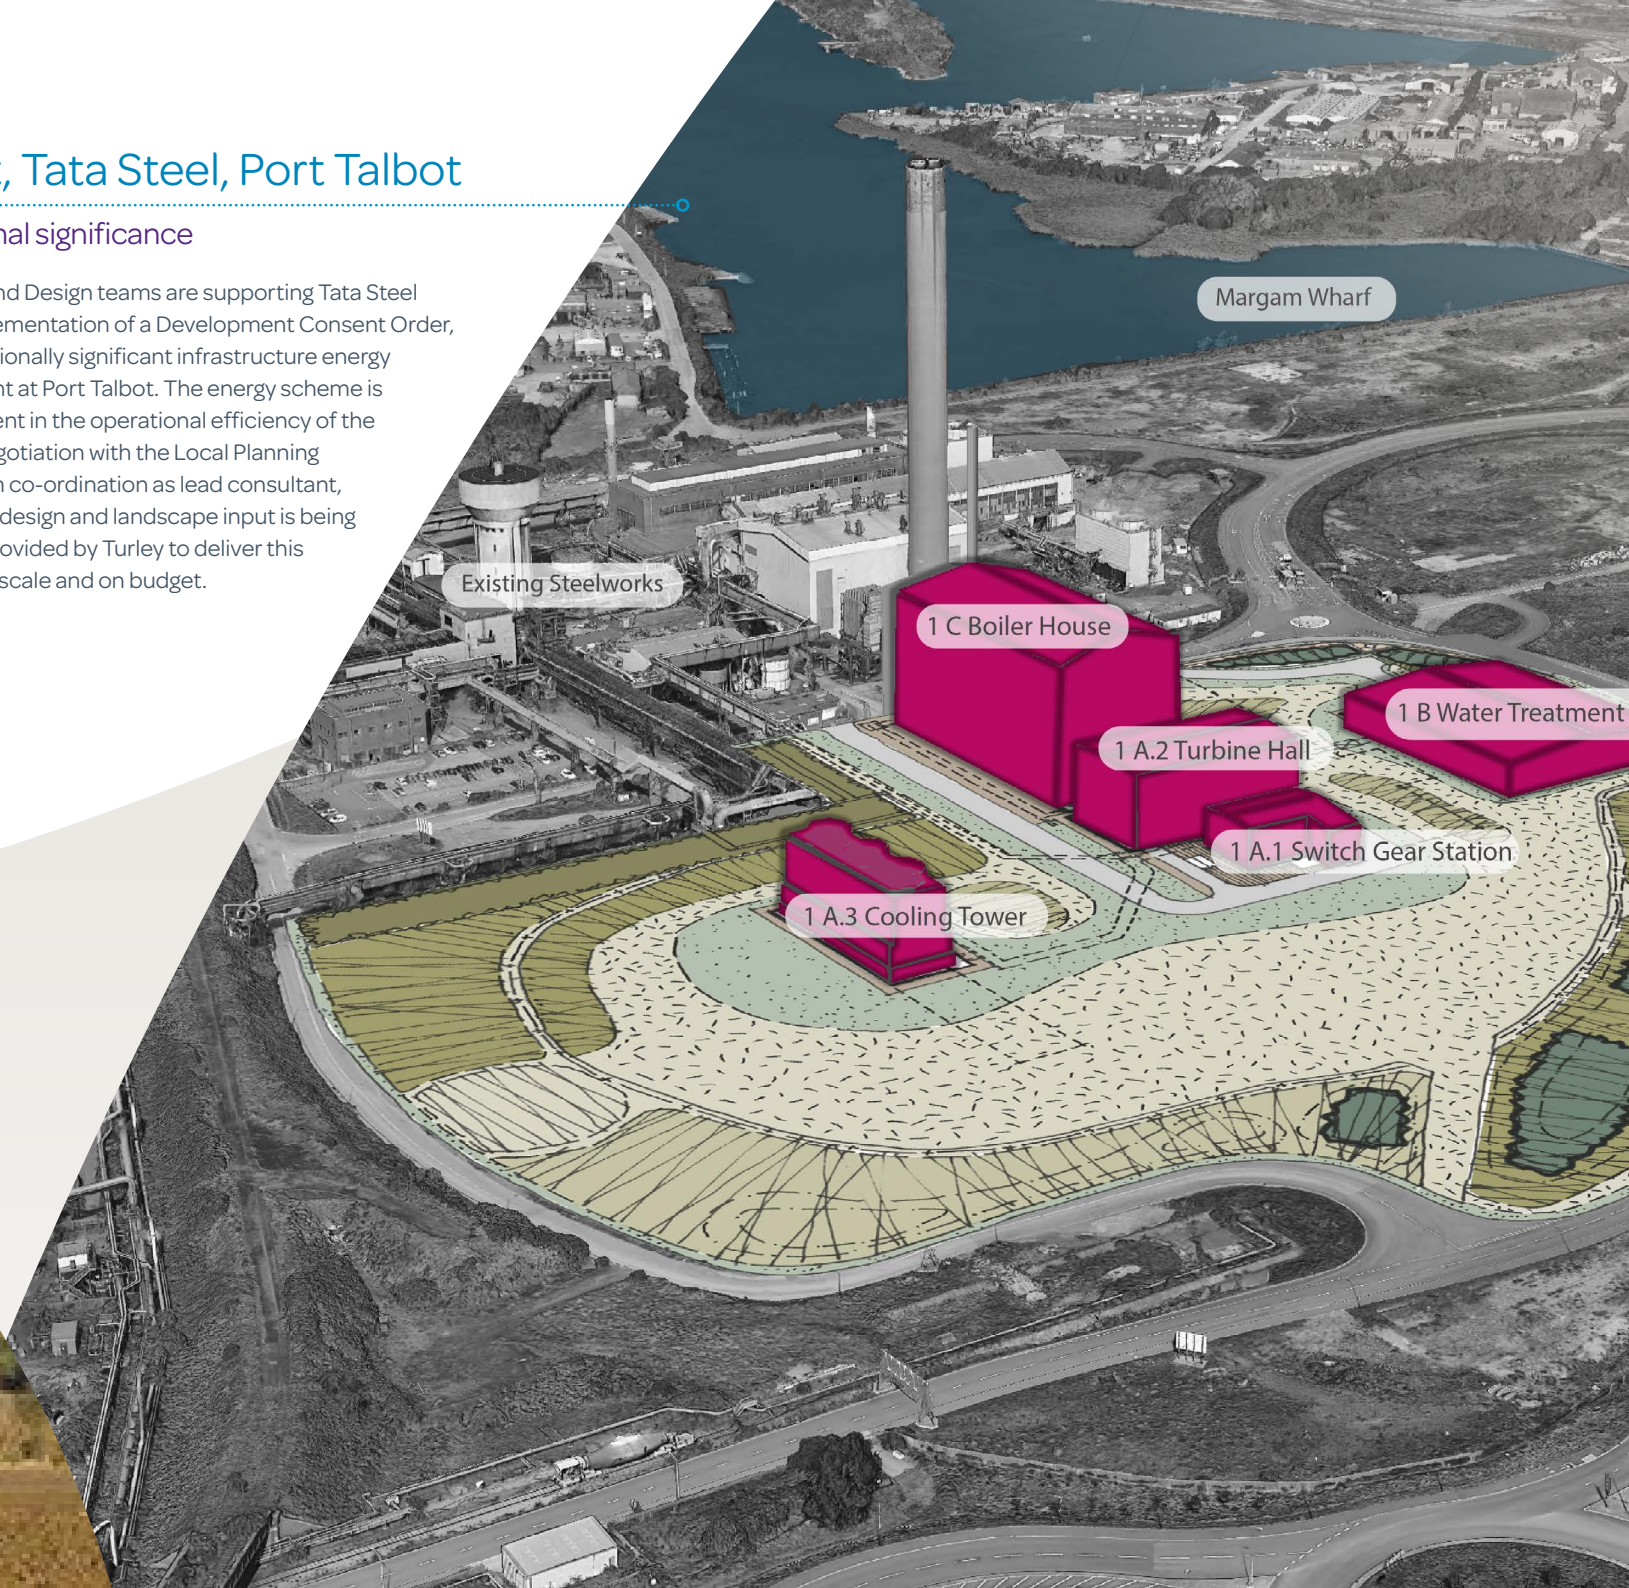 , Tata Steel, Port Talbot
nal significance
nd Design teams are supporting Tata Steel
ementation of a Development Consent Order,
ionally significant infrastructure energy
nt at Port Talbot. The energy scheme is
ent in the operational efficiency of the
gotiation with the Local Planning
n co-ordination as lead consultant,
design and landscape input is being
rovided by Turley to deliver this
scale and on budget.
Margam Wharf
Existing Steelworks
1 C Boiler House
1 B Water Treatment
1 A.2 Turbine Hall
1 A.1 Switch Gear Station
1 A.3 Cooling Tower